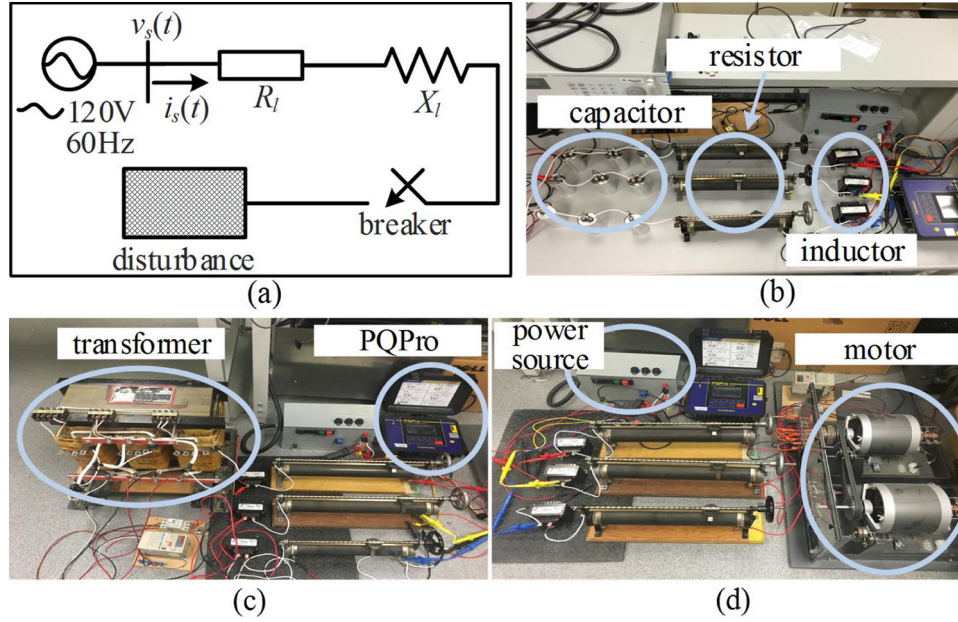 v_s(t)
i_s(t)
R_l
X_l
120V
60Hz
breaker
disturbance
(a)
resistor
capacitor
inductor
(b)
transformer
PQPro
(c)
power
source
motor
(d)